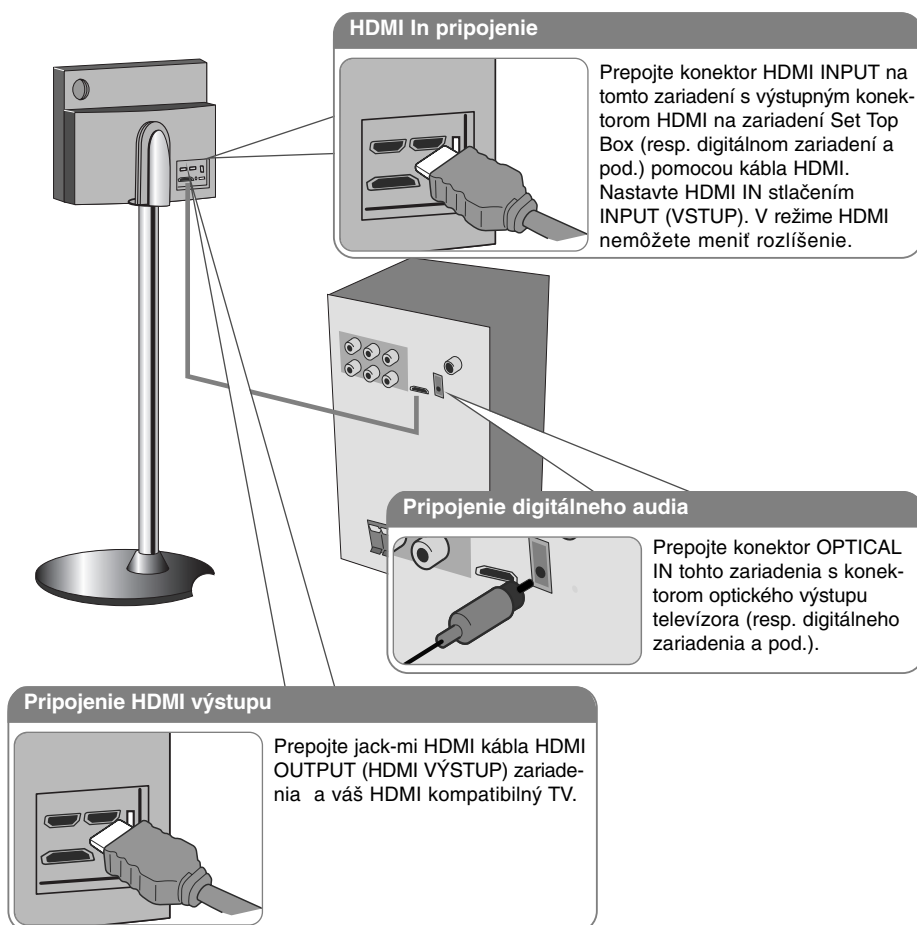 HDMI In pripojenie
Prepojte konektor HDMI INPUT na
tomto zariadení s výstupným konek-
torom HDMI na zariadení Set Top
Box (resp. digitálnom zariadení a
pod.) pomocou kábla HDMI.
Nastavte HDMI IN stlačením
INPUT (VSTUP). V režime HDMI
nemôžete meniť rozlíšenie.
Pripojenie digitálneho audia
Prepojte konektor OPTICAL
IN tohto zariadenia s konek-
torom optického výstupu
televízora (resp. digitálneho
zariadenia a pod.).
Pripojenie HDMI výstupu
Prepojte jack-mi HDMI kábla HDMI
OUTPUT (HDMI VÝSTUP) zariade-
nia a váš HDMI kompatibilný TV.